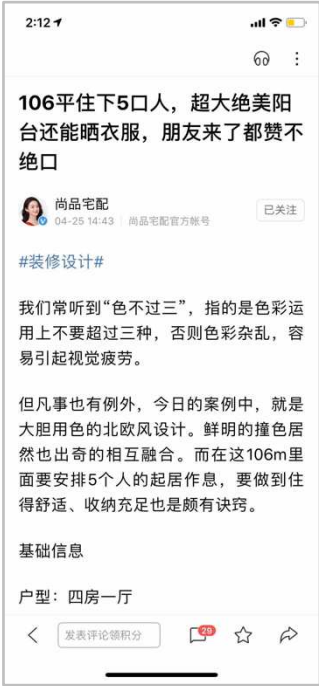 2:12
106平住下5口人，超大绝美阳
台还能晒衣服，朋友来了都赞不
绝口
尚品宅配
04-25 14:43 尚品宅配官方帐号
已关注
#装修设计#
我们常听到“色不过三”，指的是色彩运
用上不要超过三种，否则色彩杂乱，容
易引起视觉疲劳。
但凡事也有例外，今日的案例中，就是
大胆用色的北欧风设计。鲜明的撞色居
然也出奇的相互融合。而在这106m里
面要安排5个人的起居作息，要做到住
得舒适、收纳充足也是颇有诀窍。
基础信息
户型：四房一厅
发表评论领积分
29